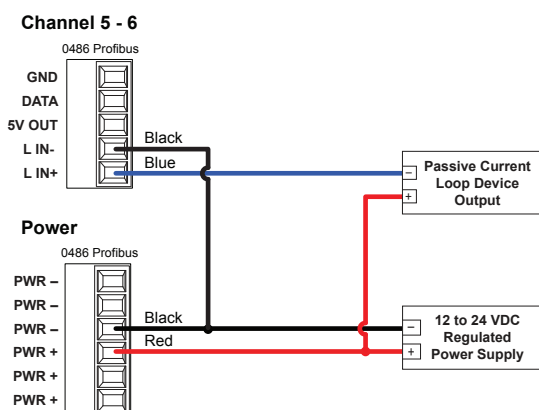 Channel 5 - 6
0486 Profibus
GND
DATA
5V OUT
L IN-
L IN+
Black
Blue
−
+
Passive Current
Loop Device
Output
Power
0486 Profibus
PWR –
PWR –
PWR –
PWR +
PWR +
PWR +
Black
Red
−
+
12 to 24 VDC
Regulated
Power Supply